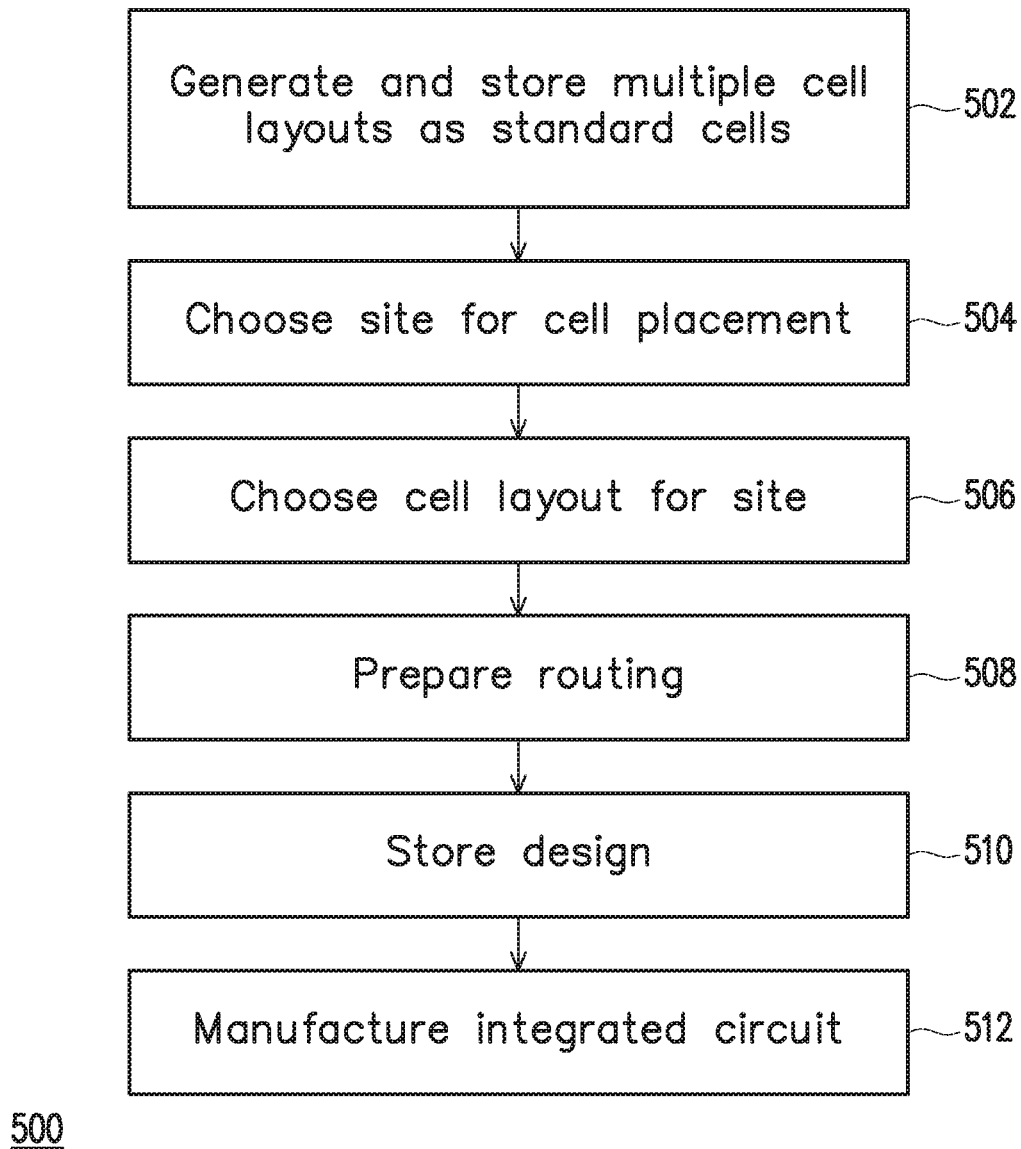 Generate and store multiple cell
layouts as standard cells
502
Choose site for cell placement
504
Choose cell layout for site
506
Prepare routing
508
Store design
510
Manufacture integrated circuit
512
500